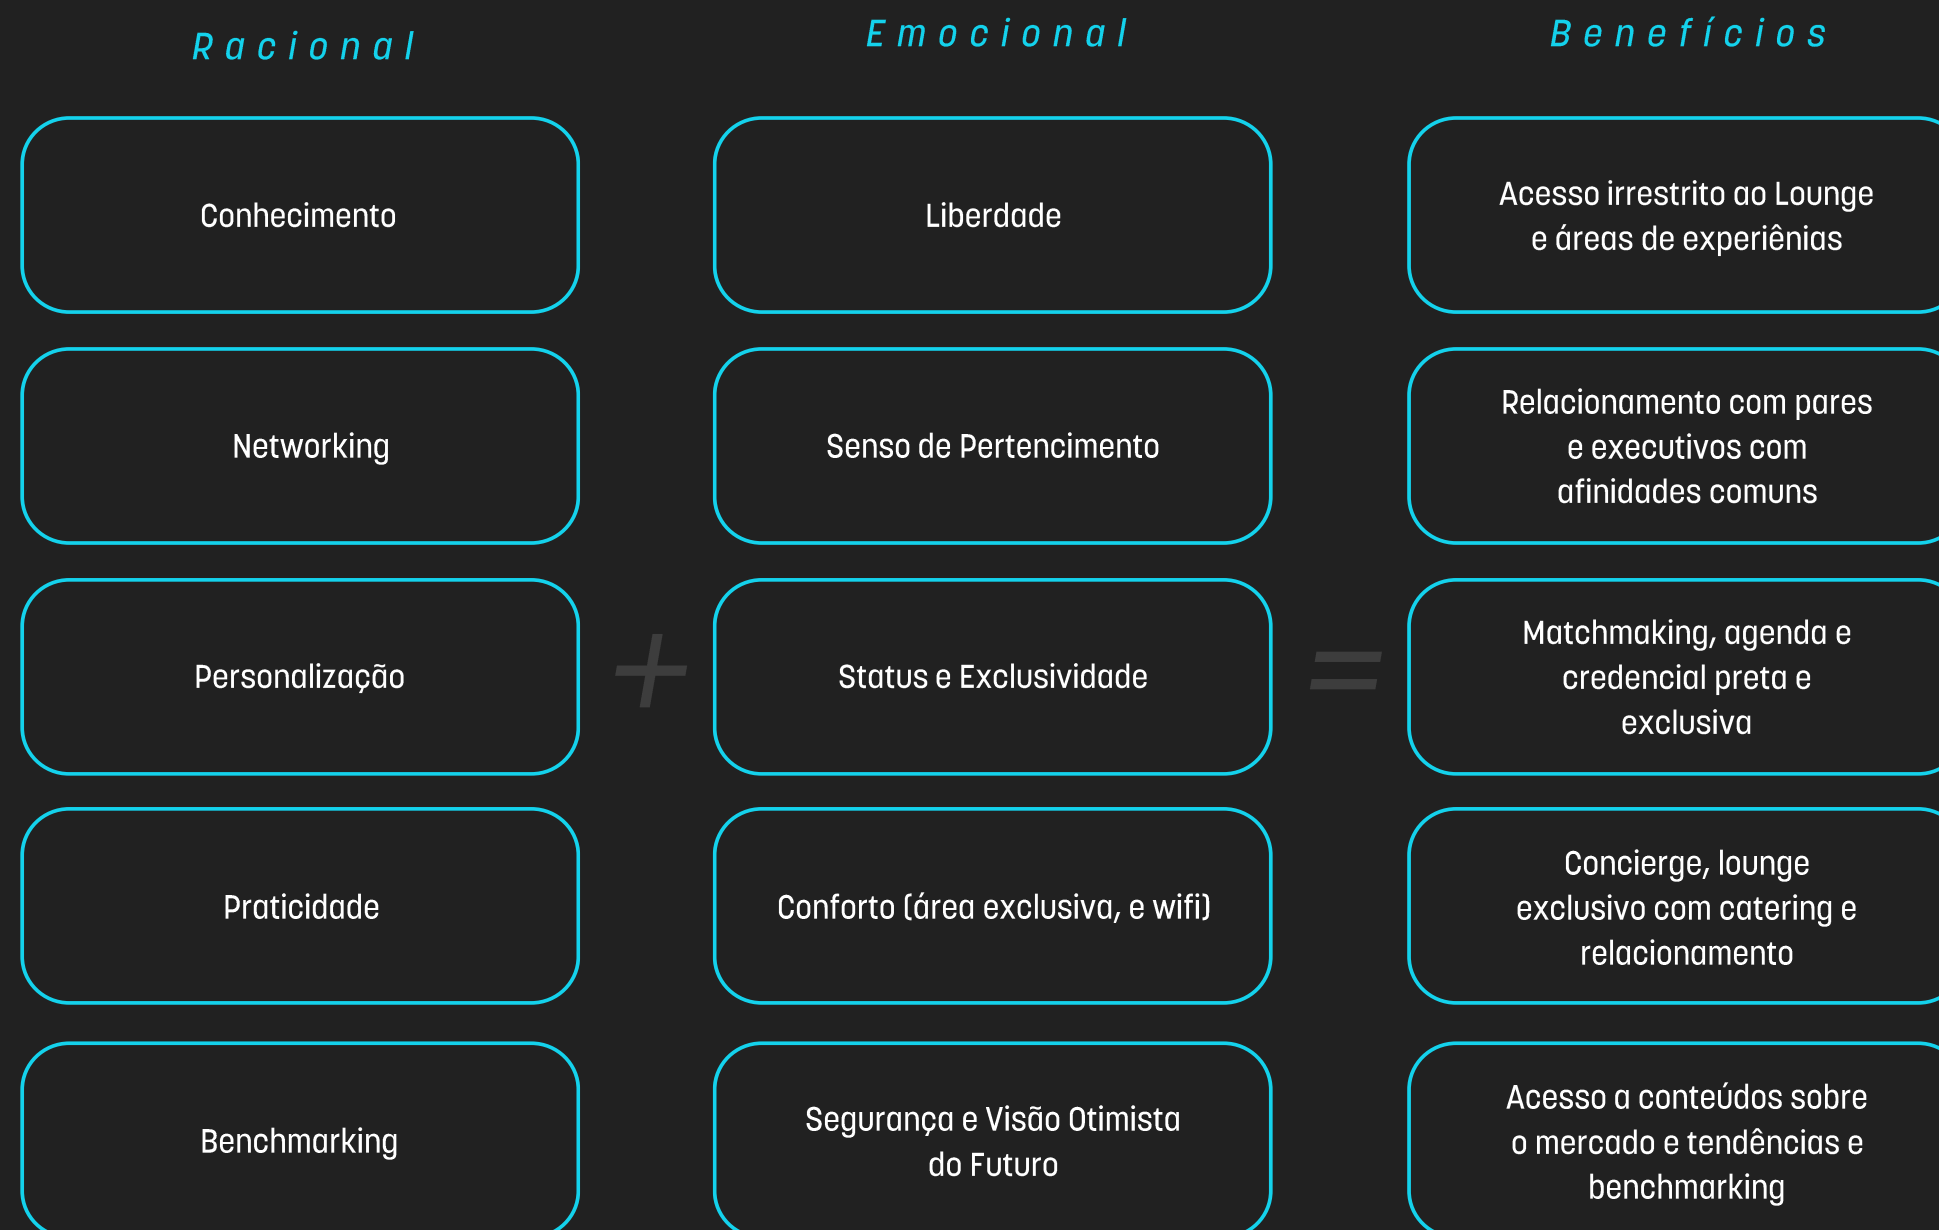 Racional
Emocional
Benefícios
Conhecimento
Liberdade
Acesso irrestrito ao Lounge
e áreas de experiênias
Networking
Senso de Pertencimento
Relacionamento com pares
e executivos com
afinidades comuns
Personalização
+
Status e Exclusividade
=
Matchmaking, agenda e
credencial preta e
exclusiva
Praticidade
Conforto (área exclusiva, e wifi)
Concierge, lounge
exclusivo com catering e
relacionamento
Benchmarking
Segurança e Visão Otimista
do Futuro
Acesso a conteúdos sobre
o mercado e tendências e
benchmarking